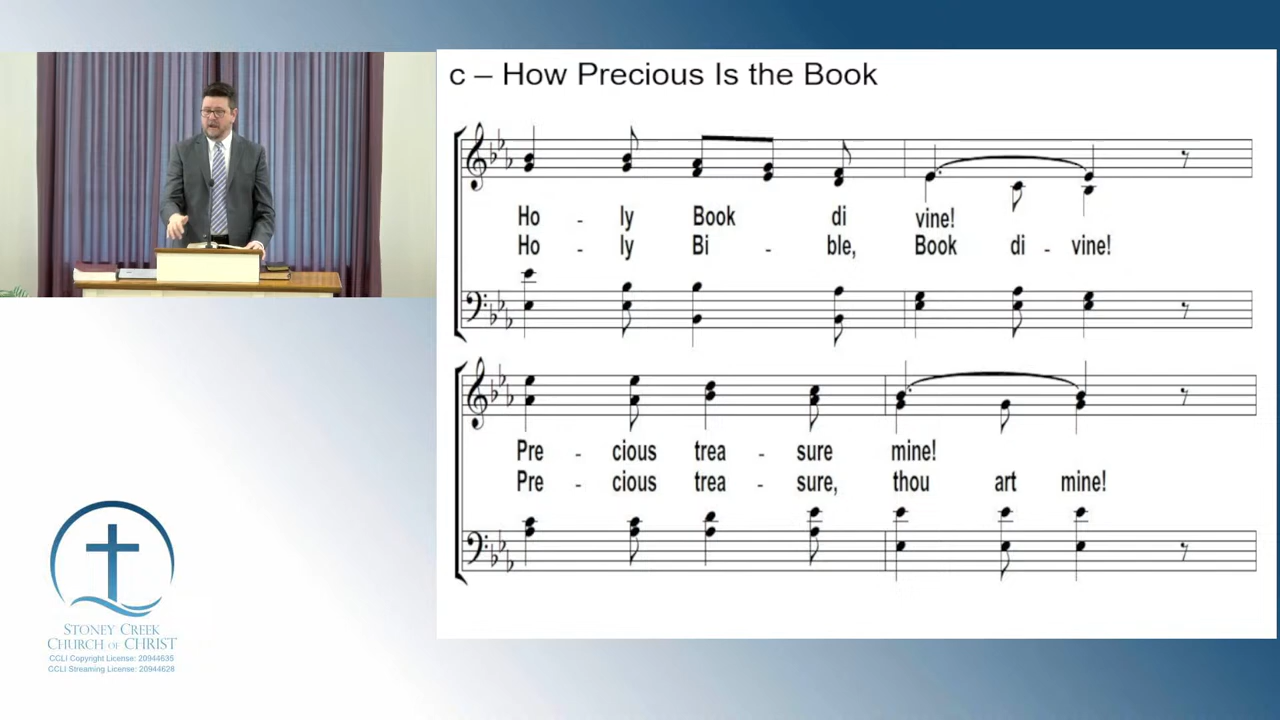 c – How Precious Is the Book
Ho - ly Book di vine!
Ho - ly Bi - ble, Book di - vine!
Pre - cious trea - sure mine!
Pre - cious trea - sure, thou art mine!
STONEY CREEK
CHURCH OF CHRIST
CCLI Copyright License: 20944635
CCLI Streaming License: 20944628